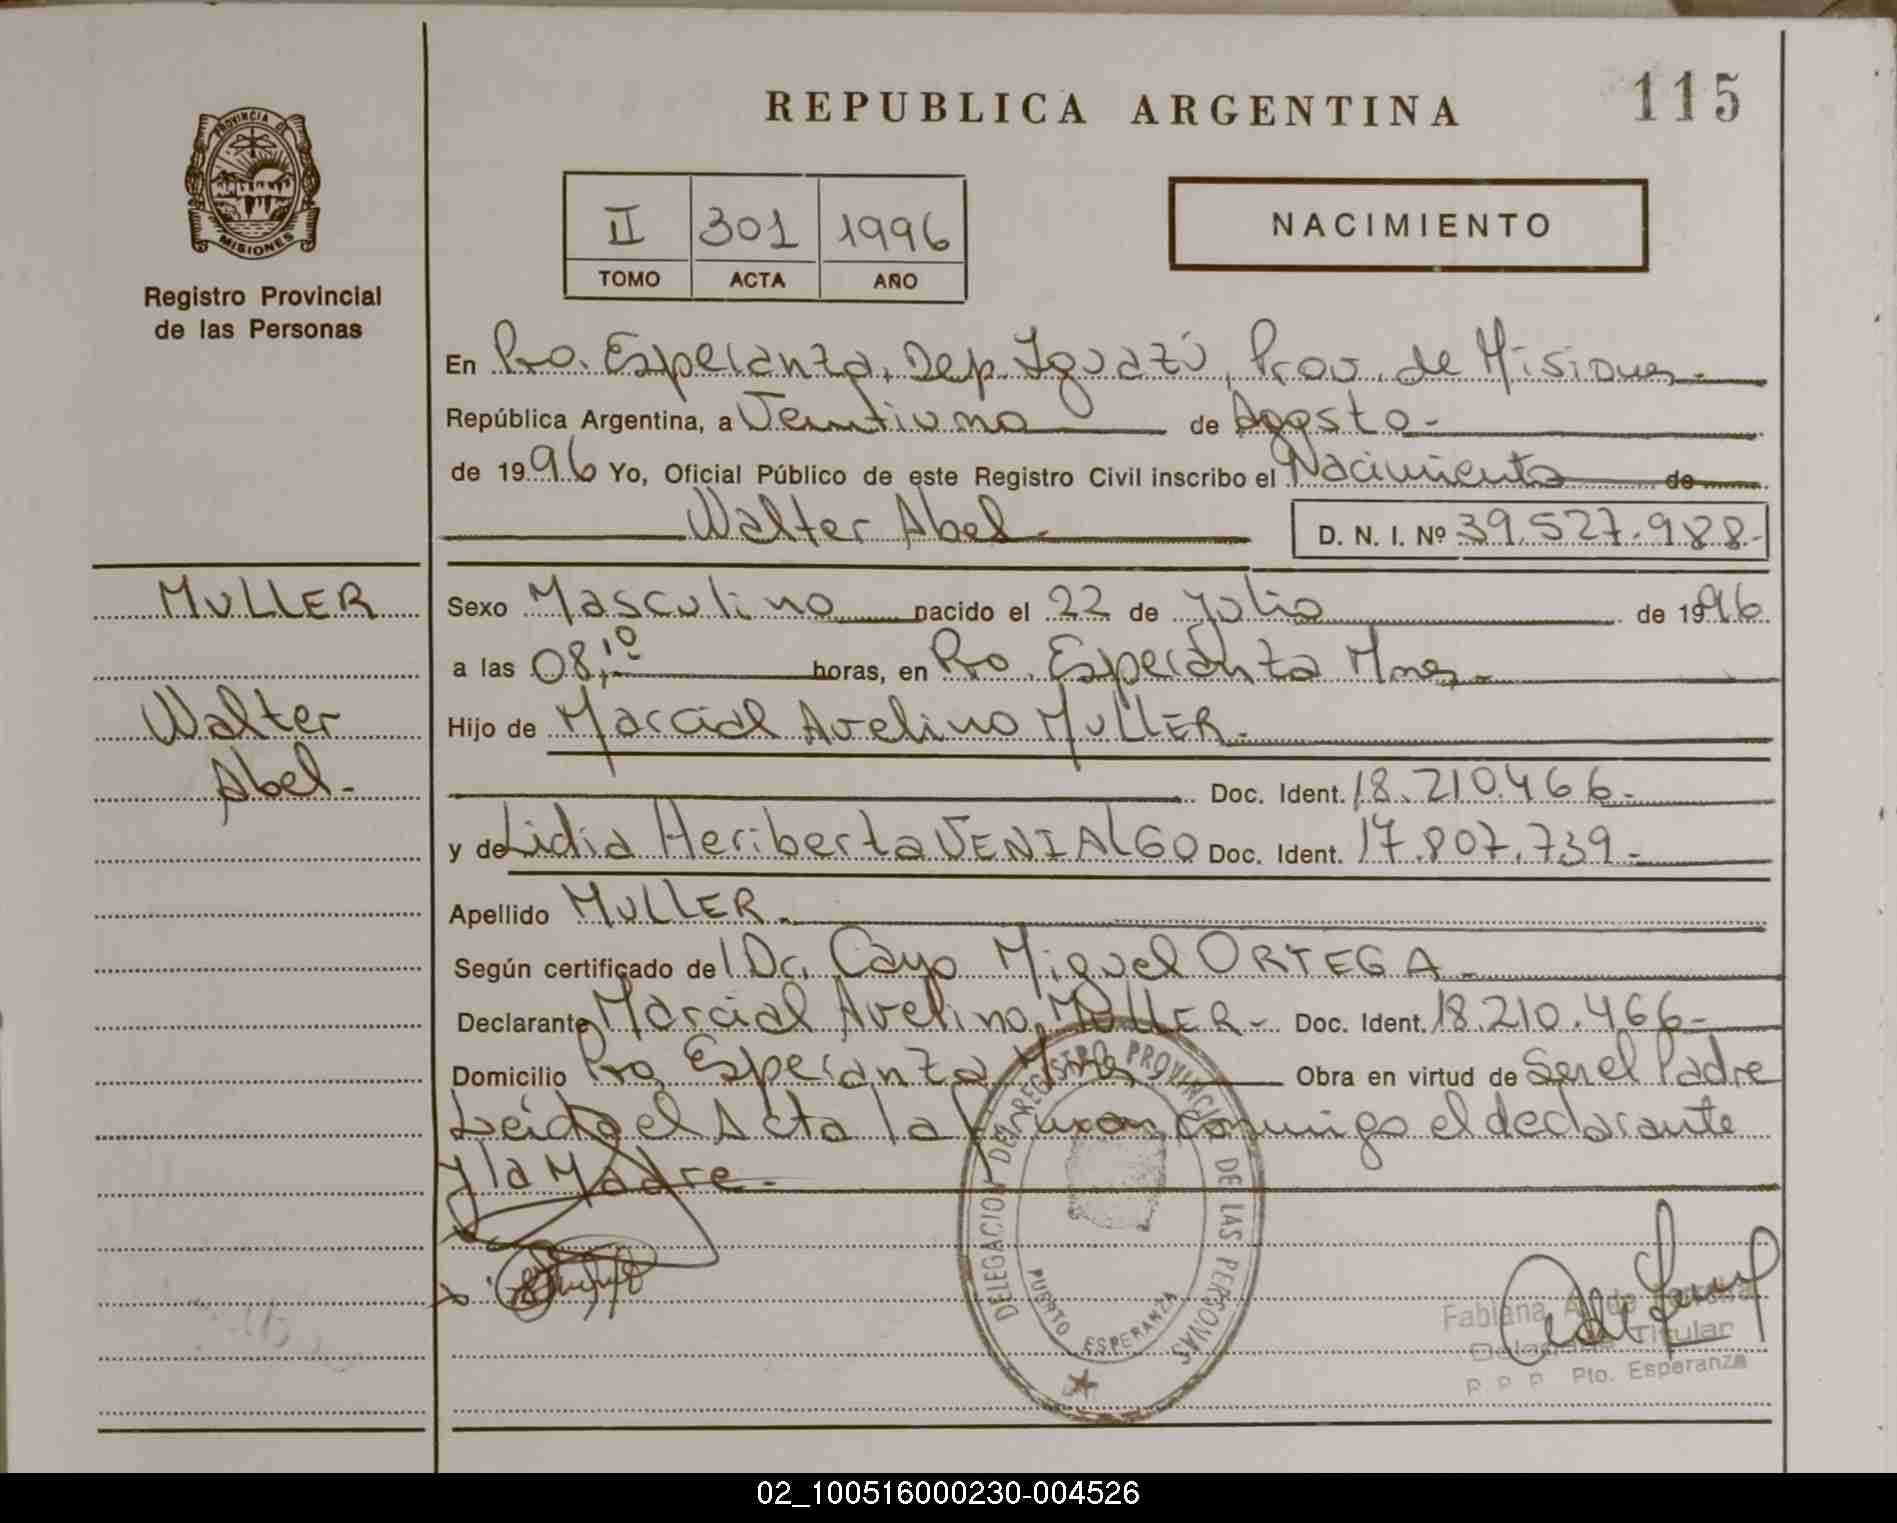 REPUBLICA ARGENTINA
115
PROVINCIA DE
MISIONES
Registro Provincial
de las Personas
II 301 1996
TOMO ACTA AÑO
NACIMIENTO
En Pto. Esperanza, Dep. Iguazú, Prov. de Misiones.-
República Argentina, a Veintiuno de Agosto.-
de 1996 Yo, Oficial Público de este Registro Civil inscribo el Nacimiento de
Walter Abel.- D. N. I. Nº 39.527.988.-
MULLER
Walter
Abel.-
Sexo Masculino nacido el 22 de Julio de 1996
a las 08,10 horas, en Pto. Esperanza Mnes.-
Hijo de Marcial Avelino MULLER.-
Doc. Ident. 18.210.466.-
y de Lidia Heriberta VENIALGO Doc. Ident. 17.807.739.-
Apellido MULLER.-
Según certificado de l Dr. Cayo Miguel ORTEGA.-
Declarante Marcial Avelino MULLER.- Doc. Ident. 18.210.466-
Domicilio Pto. Esperanza Mnes Obra en virtud de Ser el Padre
Leído el Acta la firman conmigo el declarante
y la Madre.-
DELEGACION DEL REGISTRO PROVINCIAL DE LAS PERSONAS
PUERTO ESPERANZA
Fabiana
Titular
Pto. Esperanza
02_100516000230-004526